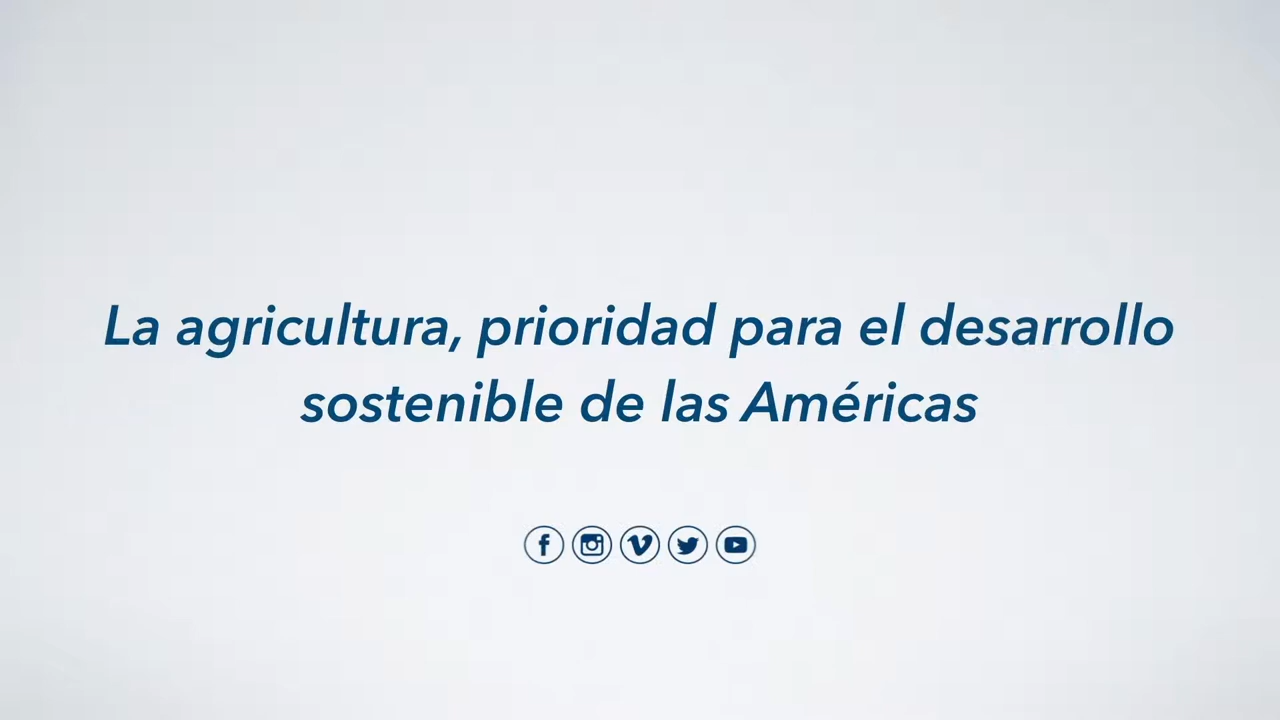 La agricultura, prioridad para el desarrollo
sostenible de las Américas